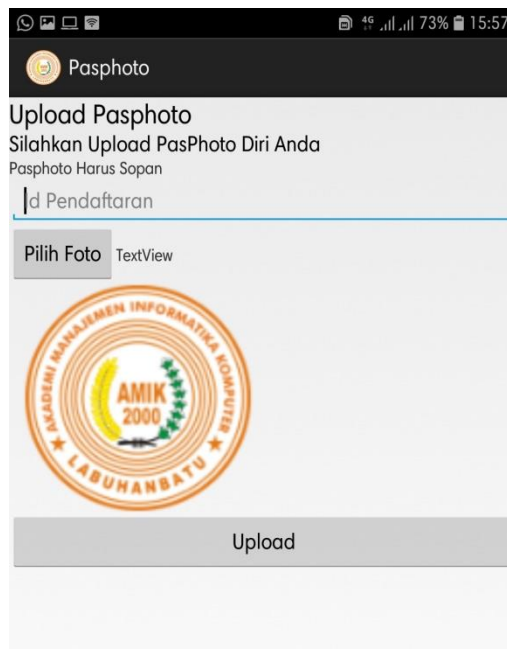 4G 73% 15:57
Pasphoto
Upload Pasphoto
Silahkan Upload PasPhoto Diri Anda
Pasphoto Harus Sopan
Id Pendaftaran
Pilih Foto TextView
AKADEMI MANAJEMEN INFORMATIKA KOMPUTER
AMIK
2000
LABUHANBATU
Upload